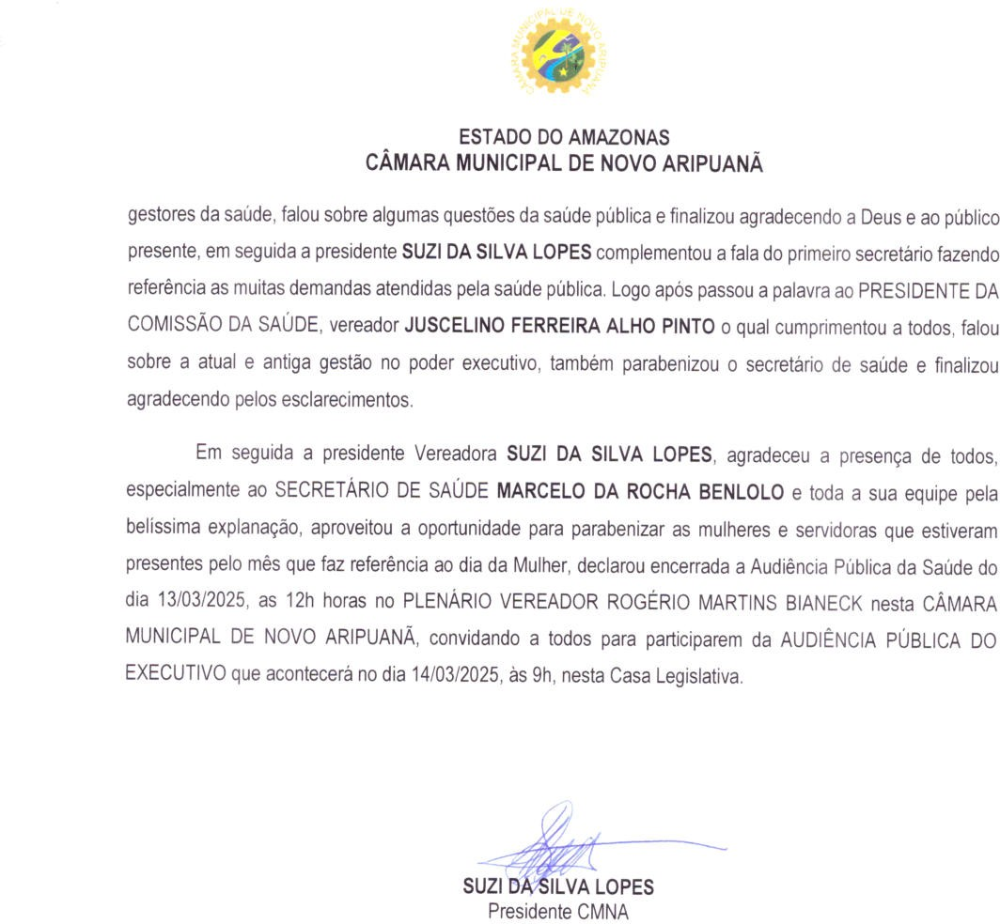 CÂMARA MUNICIPAL DE NOVO ARIPUANÃ
ESTADO DO AMAZONAS
CÂMARA MUNICIPAL DE NOVO ARIPUANÃ
gestores da saúde, falou sobre algumas questões da saúde pública e finalizou agradecendo a Deus e ao público
presente, em seguida a presidente SUZI DA SILVA LOPES complementou a fala do primeiro secretário fazendo
referência as muitas demandas atendidas pela saúde pública. Logo após passou a palavra ao PRESIDENTE DA
COMISSÃO DA SAÚDE, vereador JUSCELINO FERREIRA ALHO PINTO o qual cumprimentou a todos, falou
sobre a atual e antiga gestão no poder executivo, também parabenizou o secretário de saúde e finalizou
agradecendo pelos esclarecimentos.
Em seguida a presidente Vereadora SUZI DA SILVA LOPES, agradeceu a presença de todos,
especialmente ao SECRETÁRIO DE SAÚDE MARCELO DA ROCHA BENLOLO e toda a sua equipe pela
belíssima explanação, aproveitou a oportunidade para parabenizar as mulheres e servidoras que estiveram
presentes pelo mês que faz referência ao dia da Mulher, declarou encerrada a Audiência Pública da Saúde do
dia 13/03/2025, as 12h horas no PLENÁRIO VEREADOR ROGÉRIO MARTINS BIANECK nesta CÂMARA
MUNICIPAL DE NOVO ARIPUANÃ, convidando a todos para participarem da AUDIÊNCIA PÚBLICA DO
EXECUTIVO que acontecerá no dia 14/03/2025, às 9h, nesta Casa Legislativa.
SUZI DA SILVA LOPES
Presidente CMNA